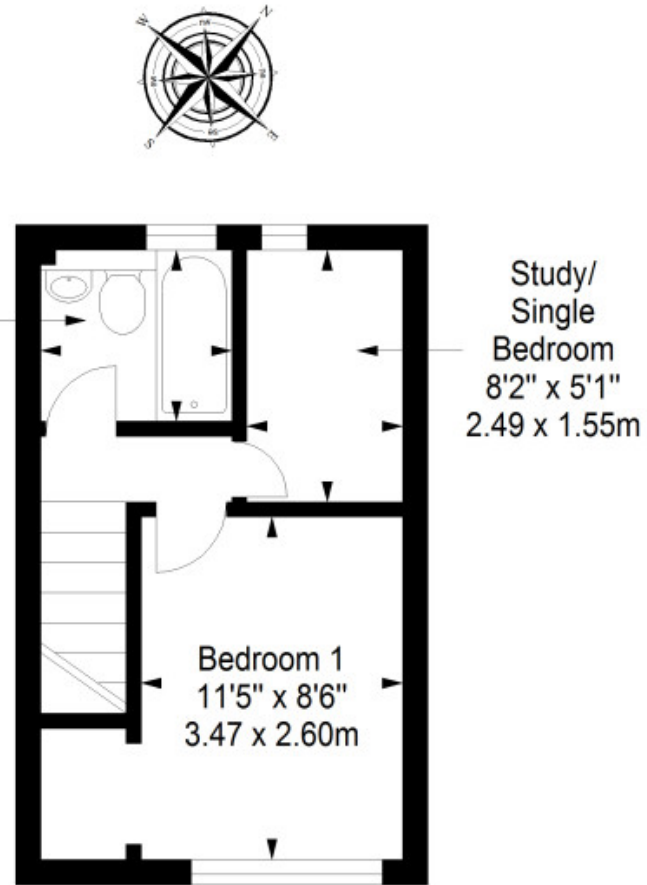 W
N
S
E
Study/
Single
Bedroom
8'2" x 5'1"
2.49 x 1.55m
Bedroom 1
11'5" x 8'6"
3.47 x 2.60m